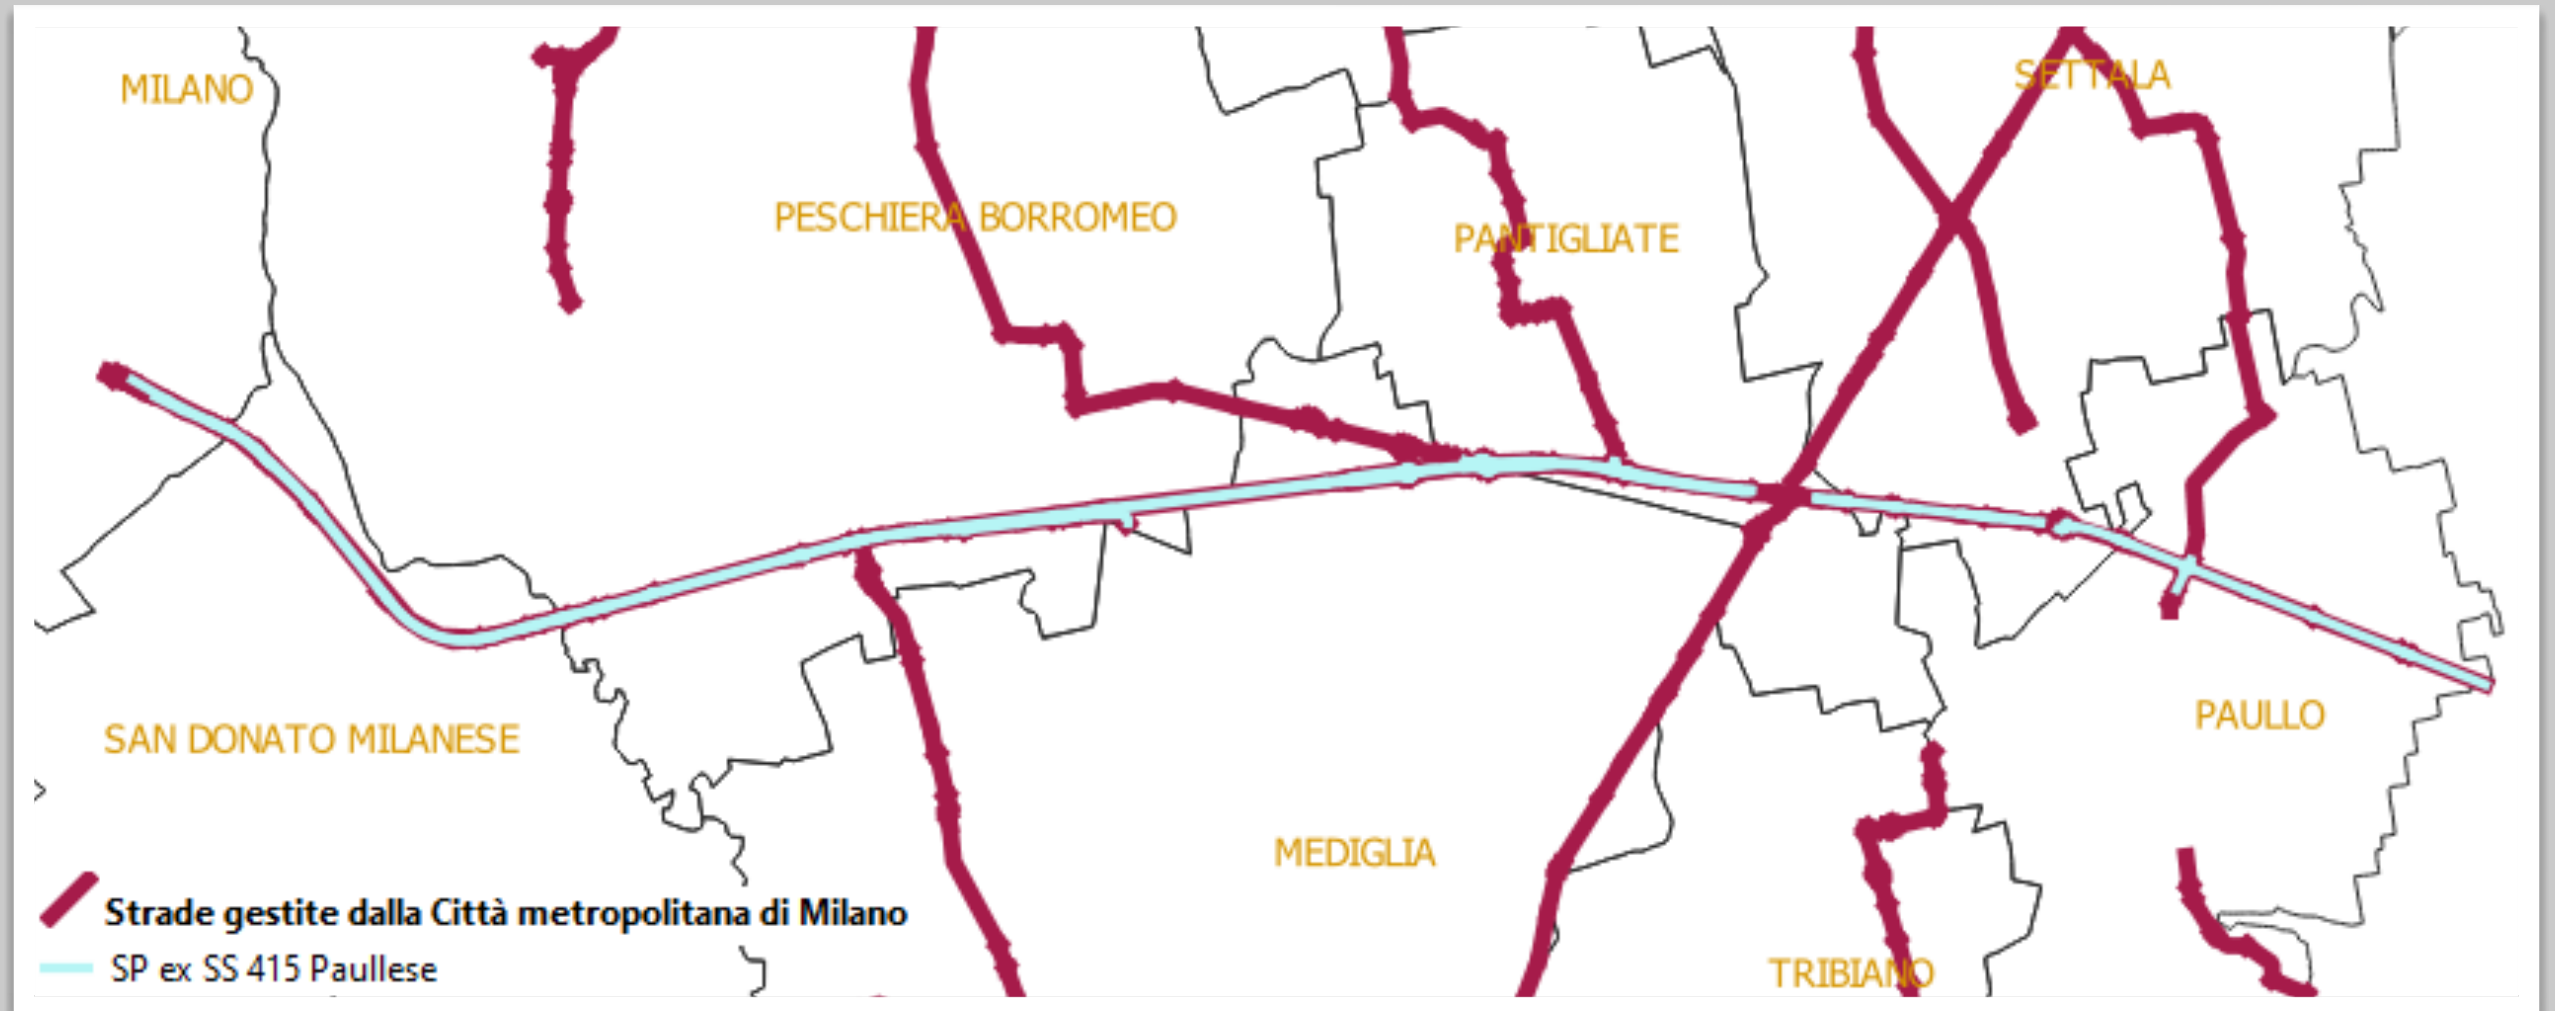 MILANO
SETTALA
PESCHIERA BORROMEO
PANTIGLIATE
SAN DONATO MILANESE
PAULLO
MEDIGLIA
TRIBIANO
Strade gestite dalla Città metropolitana di Milano
SP ex SS 415 Paullese